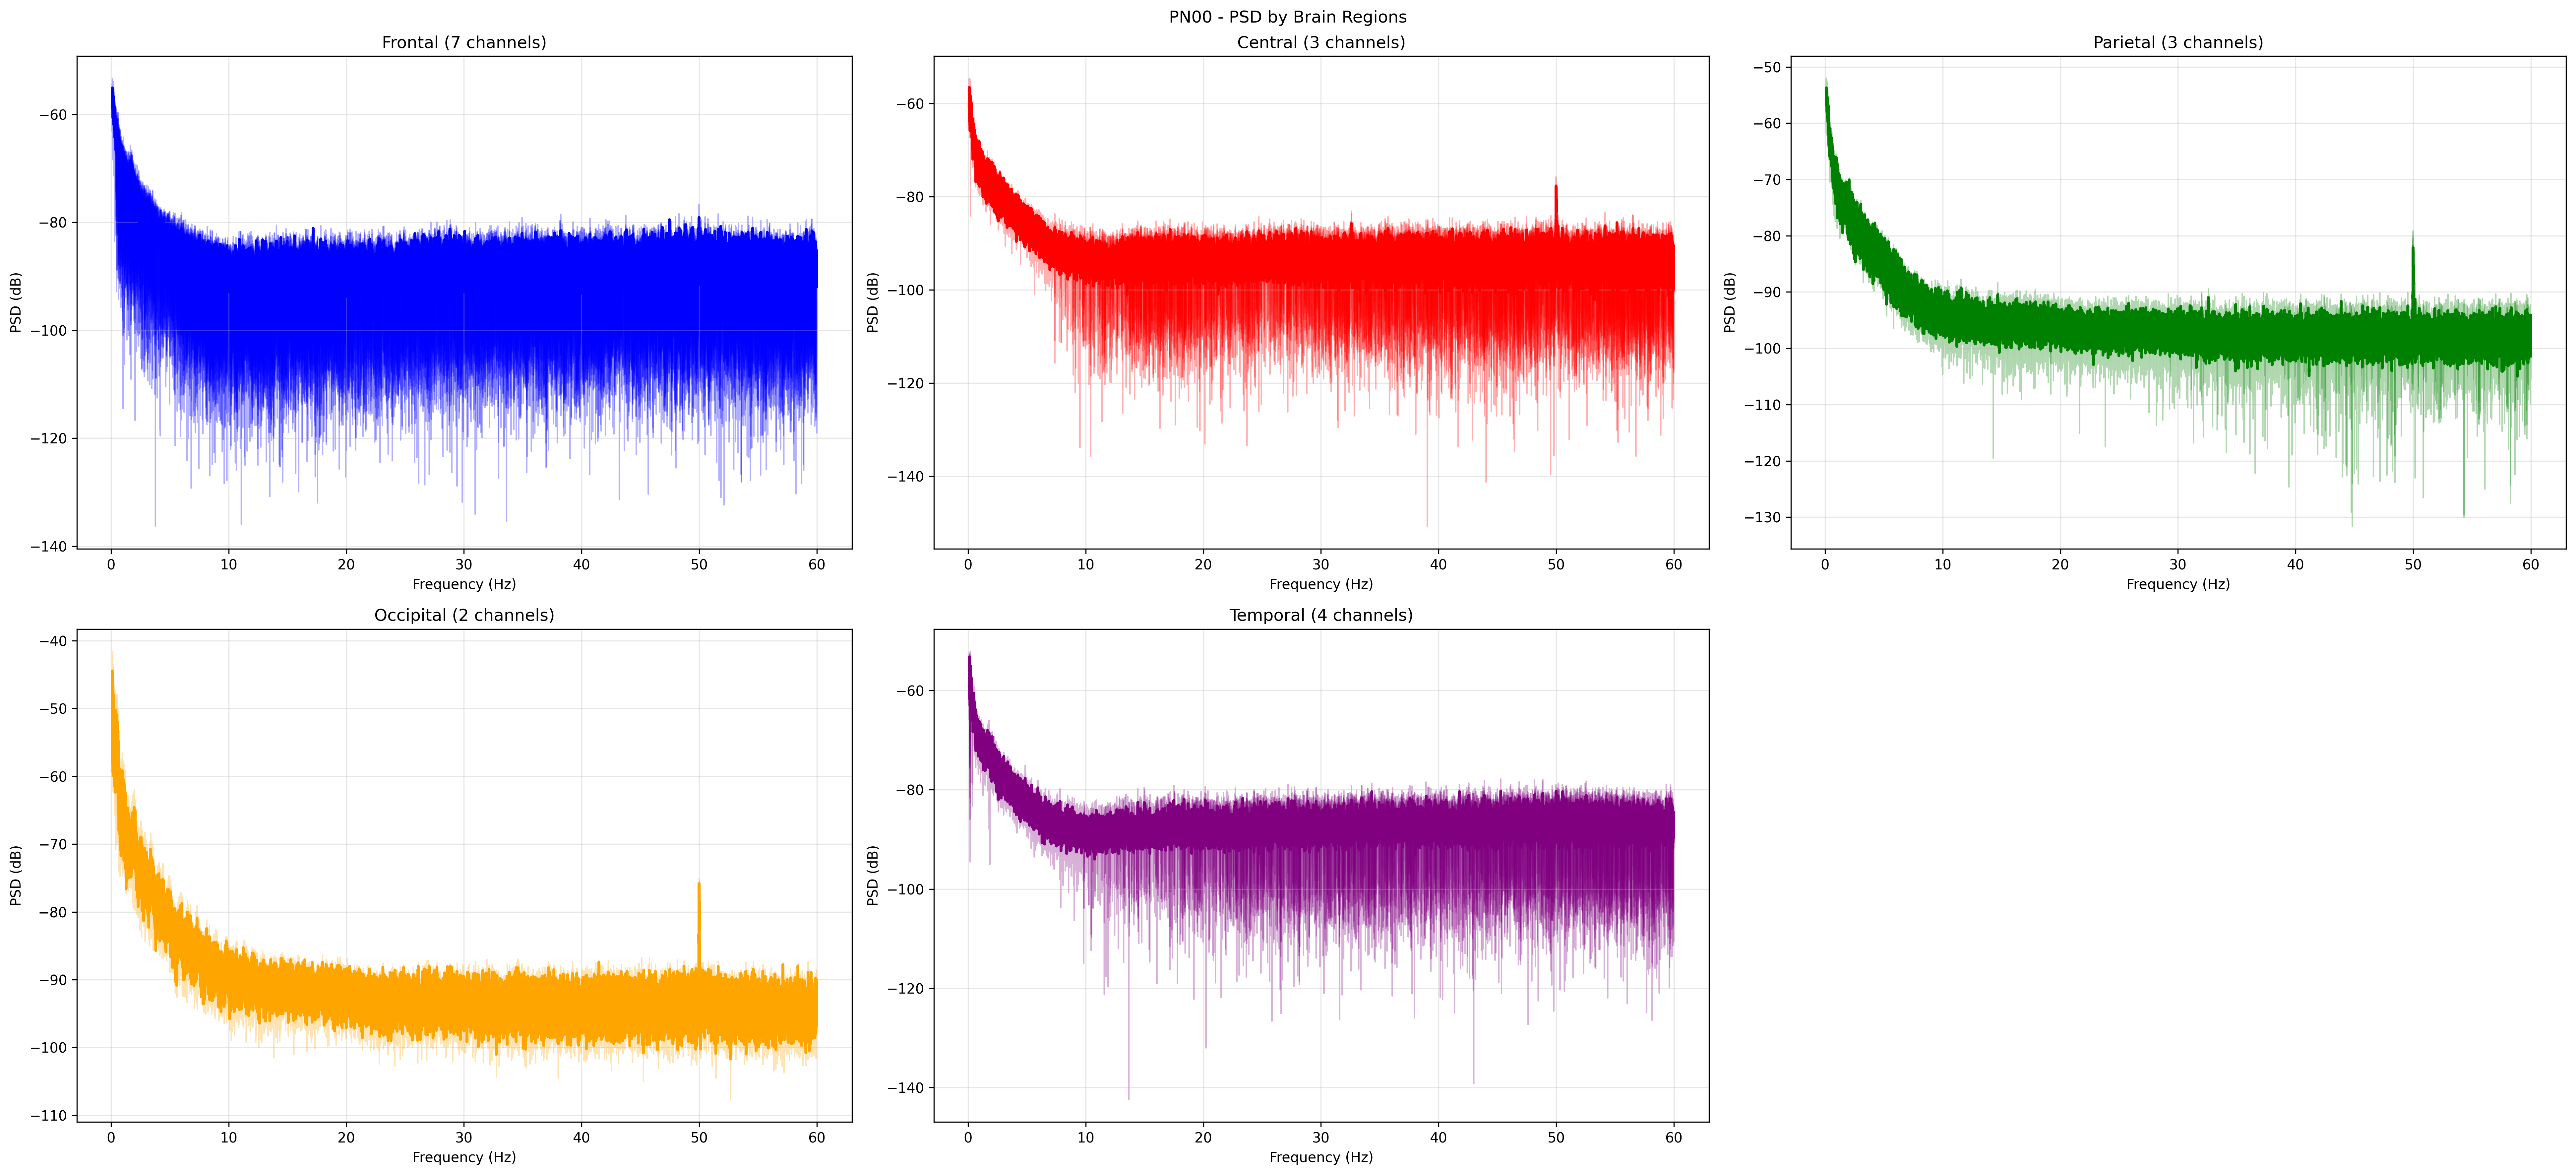 PN00 - PSD by Brain Regions
Frontal (7 channels)
Central (3 channels)
Parietal (3 channels)
PSD (dB)
−60
−80
−100
−120
−140
0 10 20 30 40 50 60
Frequency (Hz)
PSD (dB)
−60
−80
−100
−120
−140
0 10 20 30 40 50 60
Frequency (Hz)
PSD (dB)
−50
−60
−70
−80
−90
−100
−110
−120
−130
0 10 20 30 40 50 60
Frequency (Hz)
Occipital (2 channels)
Temporal (4 channels)
PSD (dB)
−40
−50
−60
−70
−80
−90
−100
−110
0 10 20 30 40 50 60
Frequency (Hz)
PSD (dB)
−60
−80
−100
−120
−140
0 10 20 30 40 50 60
Frequency (Hz)